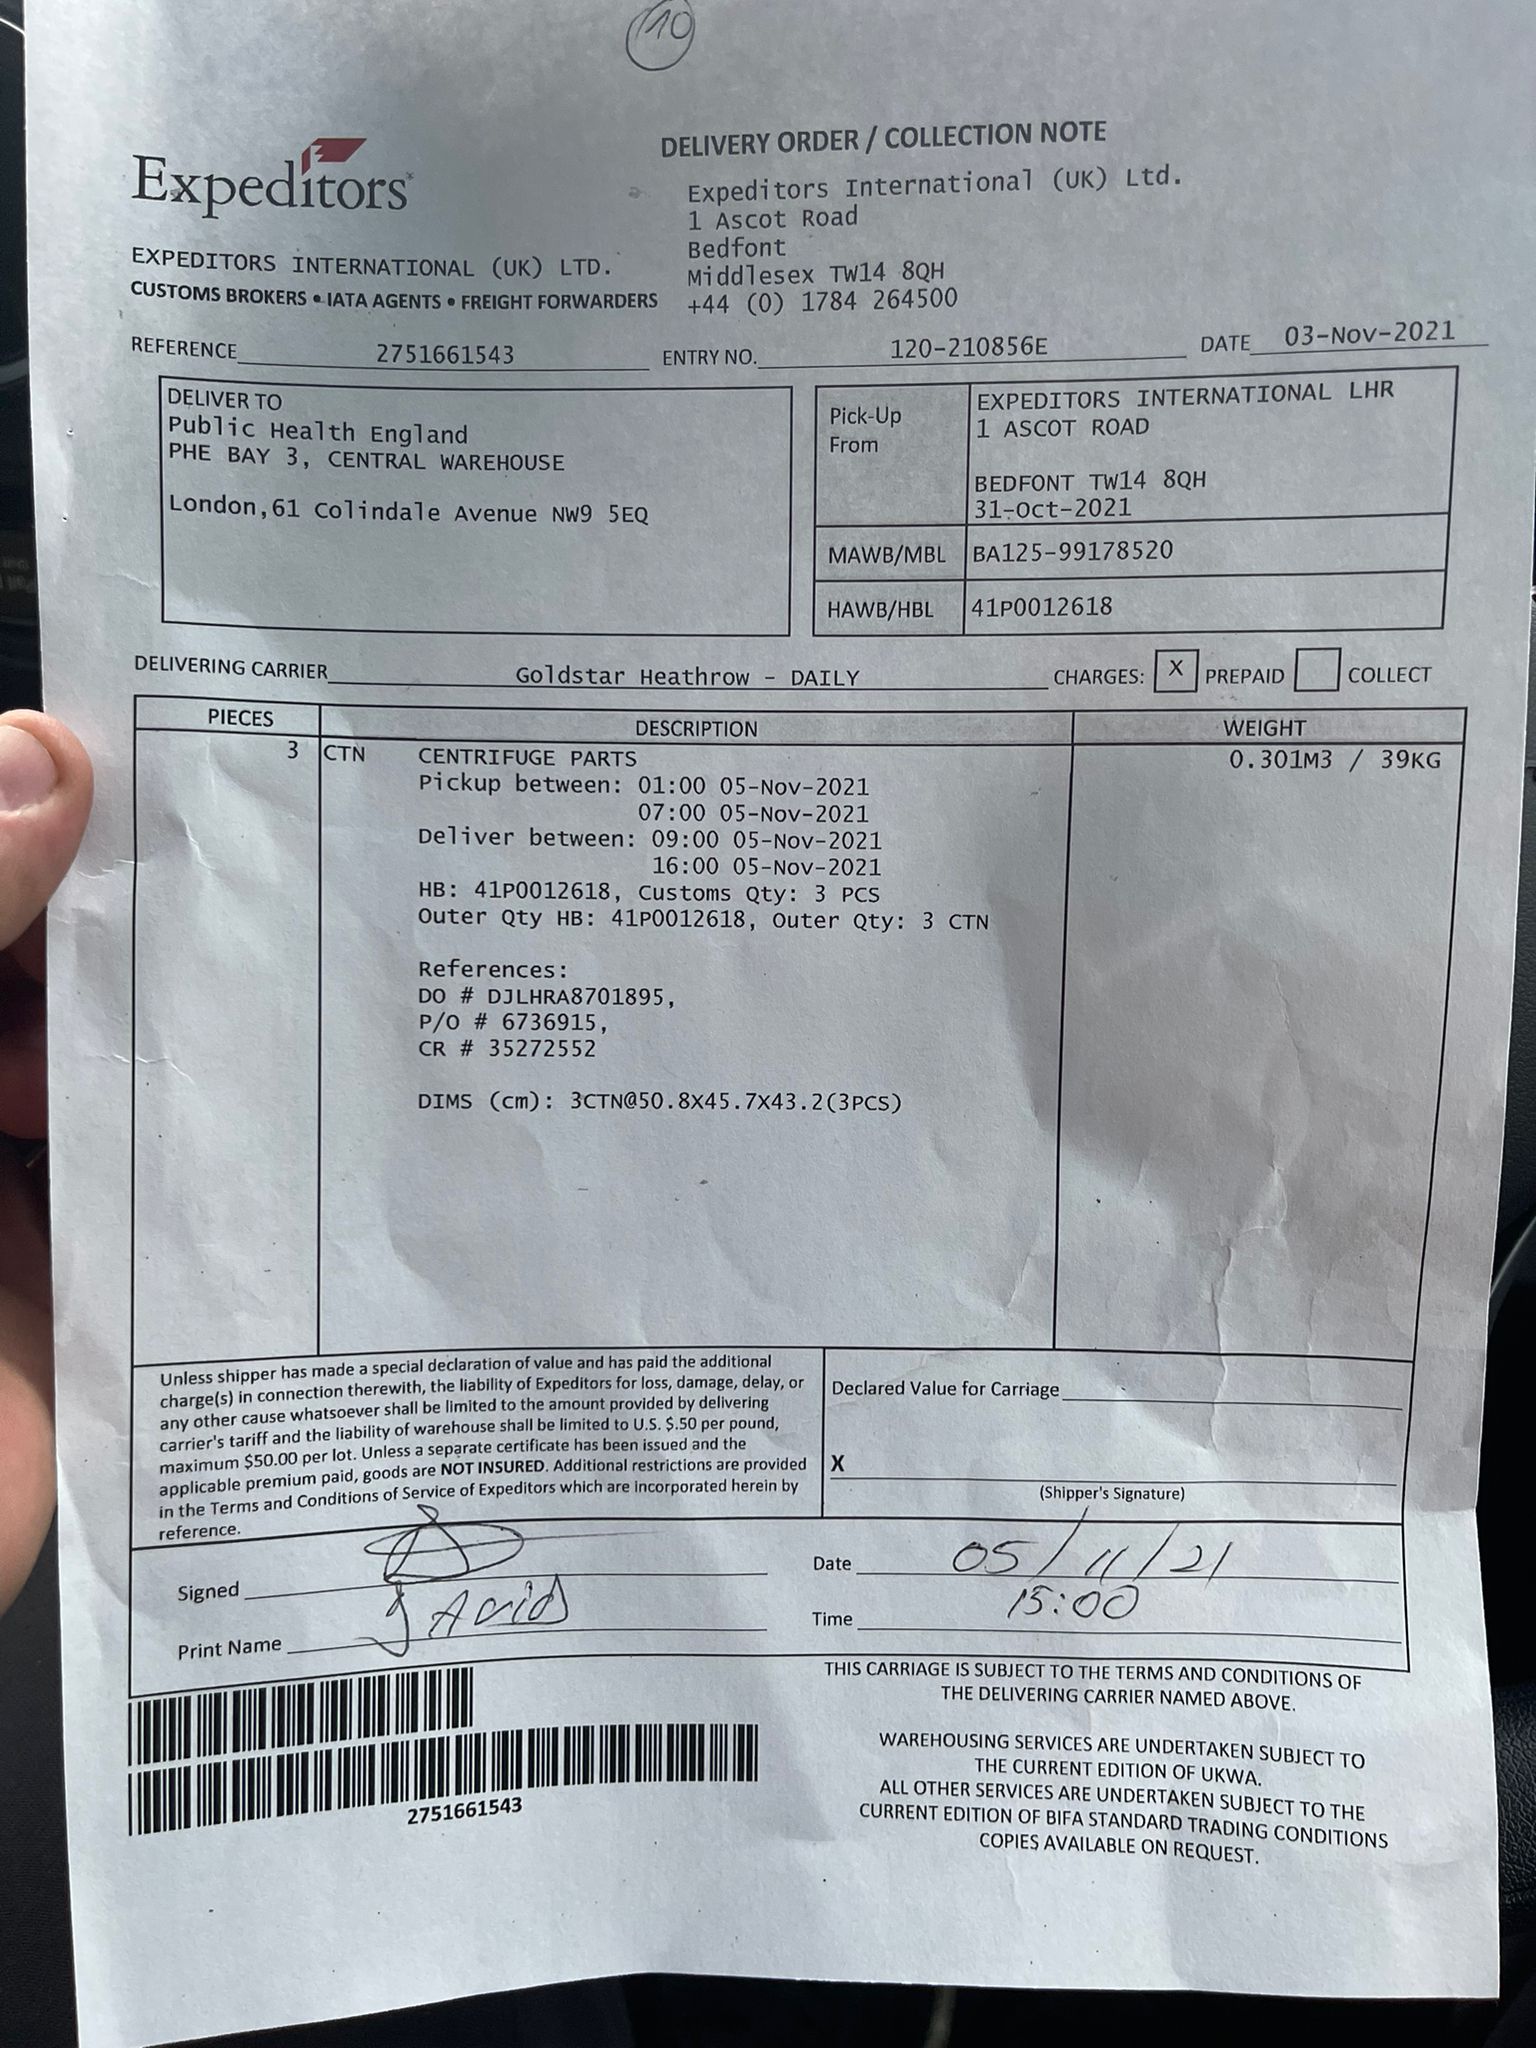 10
DELIVERY ORDER / COLLECTION NOTE
Expeditors
EXPEDITORS INTERNATIONAL (UK) LTD.
CUSTOMS BROKERS • IATA AGENTS • FREIGHT FORWARDERS
Expeditors International (UK) Ltd.
1 Ascot Road
Bedfont
Middlesex TW14 8QH
+44 (0) 1784 264500
REFERENCE 2751661543 ENTRY NO. 120-210856E DATE 03-Nov-2021
DELIVER TO
Public Health England
PHE BAY 3, CENTRAL WAREHOUSE
London,61 Colindale Avenue NW9 5EQ
Pick-Up From
EXPEDITORS INTERNATIONAL LHR
1 ASCOT ROAD
BEDFONT TW14 8QH
31-Oct-2021
MAWB/MBL BA125-99178520
HAWB/HBL 41P0012618
DELIVERING CARRIER Goldstar Heathrow - DAILY CHARGES: X PREPAID COLLECT
PIECES DESCRIPTION WEIGHT
3 CTN CENTRIFUGE PARTS 0.301M3 / 39KG
Pickup between: 01:00 05-Nov-2021
07:00 05-Nov-2021
Deliver between: 09:00 05-Nov-2021
16:00 05-Nov-2021
HB: 41P0012618, Customs Qty: 3 PCS
Outer Qty HB: 41P0012618, Outer Qty: 3 CTN
References:
DO # DJLHRA8701895,
P/O # 6736915,
CR # 35272552
DIMS (cm): 3CTN@50.8X45.7X43.2(3PCS)
Unless shipper has made a special declaration of value and has paid the additional
charge(s) in connection therewith, the liability of Expeditors for loss, damage, delay, or
any other cause whatsoever shall be limited to the amount provided by delivering
carrier's tariff and the liability of warehouse shall be limited to U.S. $.50 per pound,
maximum $50.00 per lot. Unless a separate certificate has been issued and the
applicable premium paid, goods are NOT INSURED. Additional restrictions are provided
in the Terms and Conditions of Service of Expeditors which are incorporated herein by
reference.
Declared Value for Carriage
X
(Shipper's Signature)
Signed
Print Name
Date 05/11/21
Time 15:00
2751661543
THIS CARRIAGE IS SUBJECT TO THE TERMS AND CONDITIONS OF
THE DELIVERING CARRIER NAMED ABOVE.
WAREHOUSING SERVICES ARE UNDERTAKEN SUBJECT TO
THE CURRENT EDITION OF UKWA.
ALL OTHER SERVICES ARE UNDERTAKEN SUBJECT TO THE
CURRENT EDITION OF BIFA STANDARD TRADING CONDITIONS
COPIES AVAILABLE ON REQUEST.